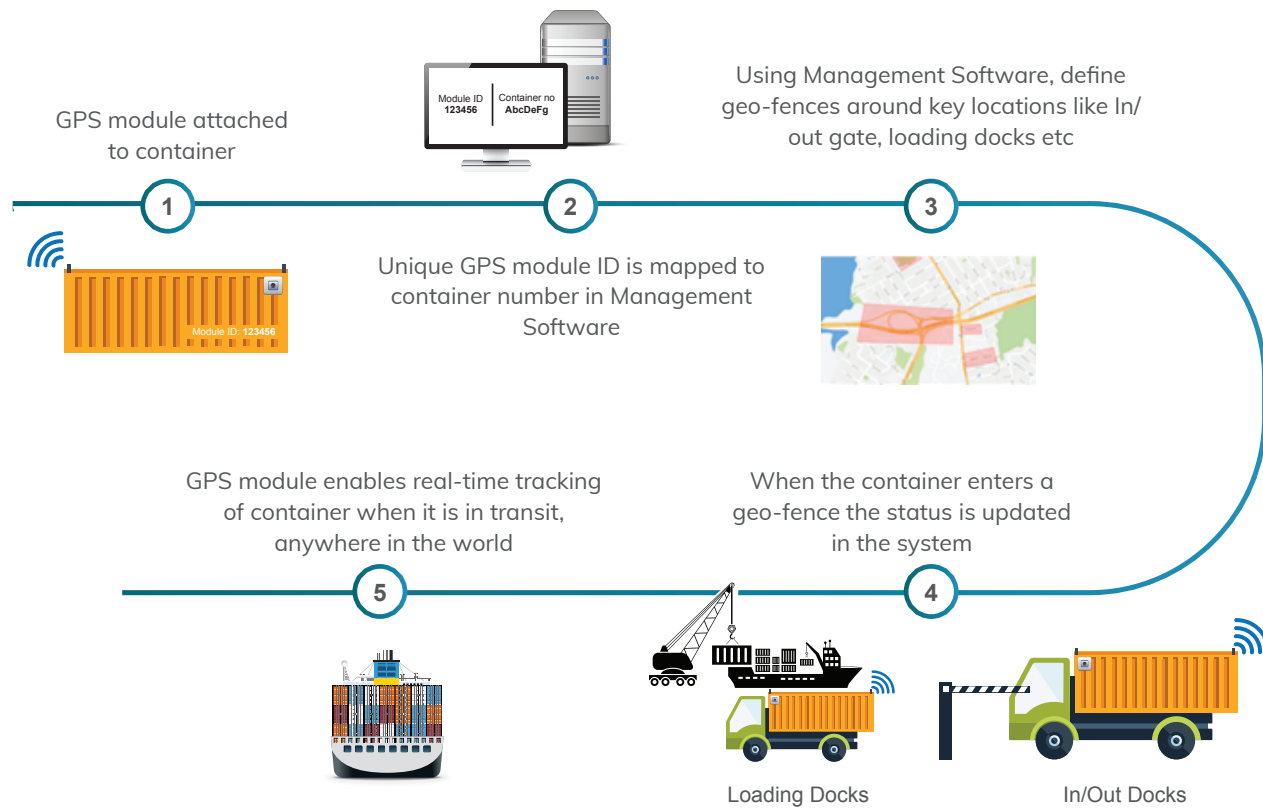 GPS module attached
to container
1
Module ID: 123456
Module ID
123456
Container no
AbcDeFg
2
Unique GPS module ID is mapped to
container number in Management
Software
Using Management Software, define
geo-fences around key locations like In/
out gate, loading docks etc
3
When the container enters a
geo-fence the status is updated
in the system
4
Loading Docks
In/Out Docks
GPS module enables real-time tracking
of container when it is in transit,
anywhere in the world
5